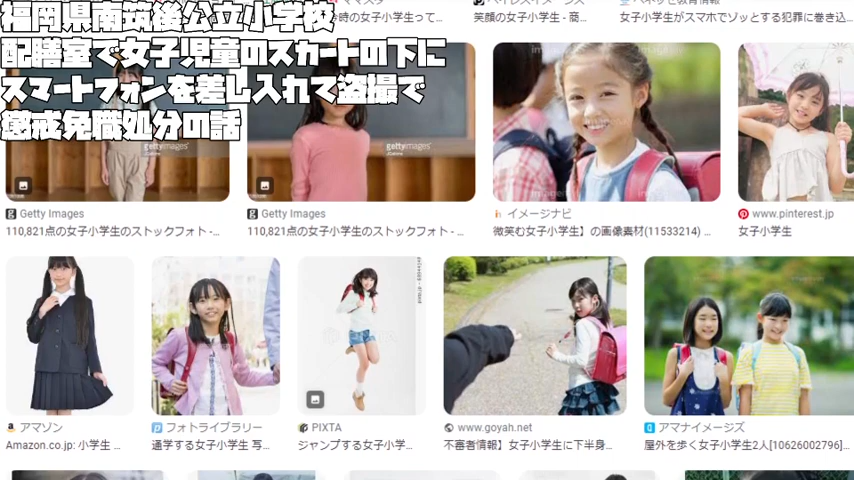 福岡県南筑後公立小学校
配膳室で女子児童のスカートの下に
スマートフォンを差し入れて盗撮で
懲戒免職処分の話
時の女子小学生って...
笑顔の女子小学生 - 商...
女子小学生がスマホでゾッとする犯罪に巻き込...
gettyimages
gettyimages
Getty Images
110,821点の女子小学生のストックフォト -...
Getty Images
110,821点の女子小学生のストックフォト - ...
イメージナビ
微笑む女子小学生】の画像素材(11533214) ...
www.pinterest.jp
女子小学生
アマゾン
Amazon.co.jp: 小学生 ...
フォトライブラリー
通学する女子小学生 写...
PIXTA
ジャンプする女子小学...
www.goyah.net
不審者情報】女子小学生に下半身...
アマナイメージズ
屋外を歩く女子小学生2人[10626002796]...